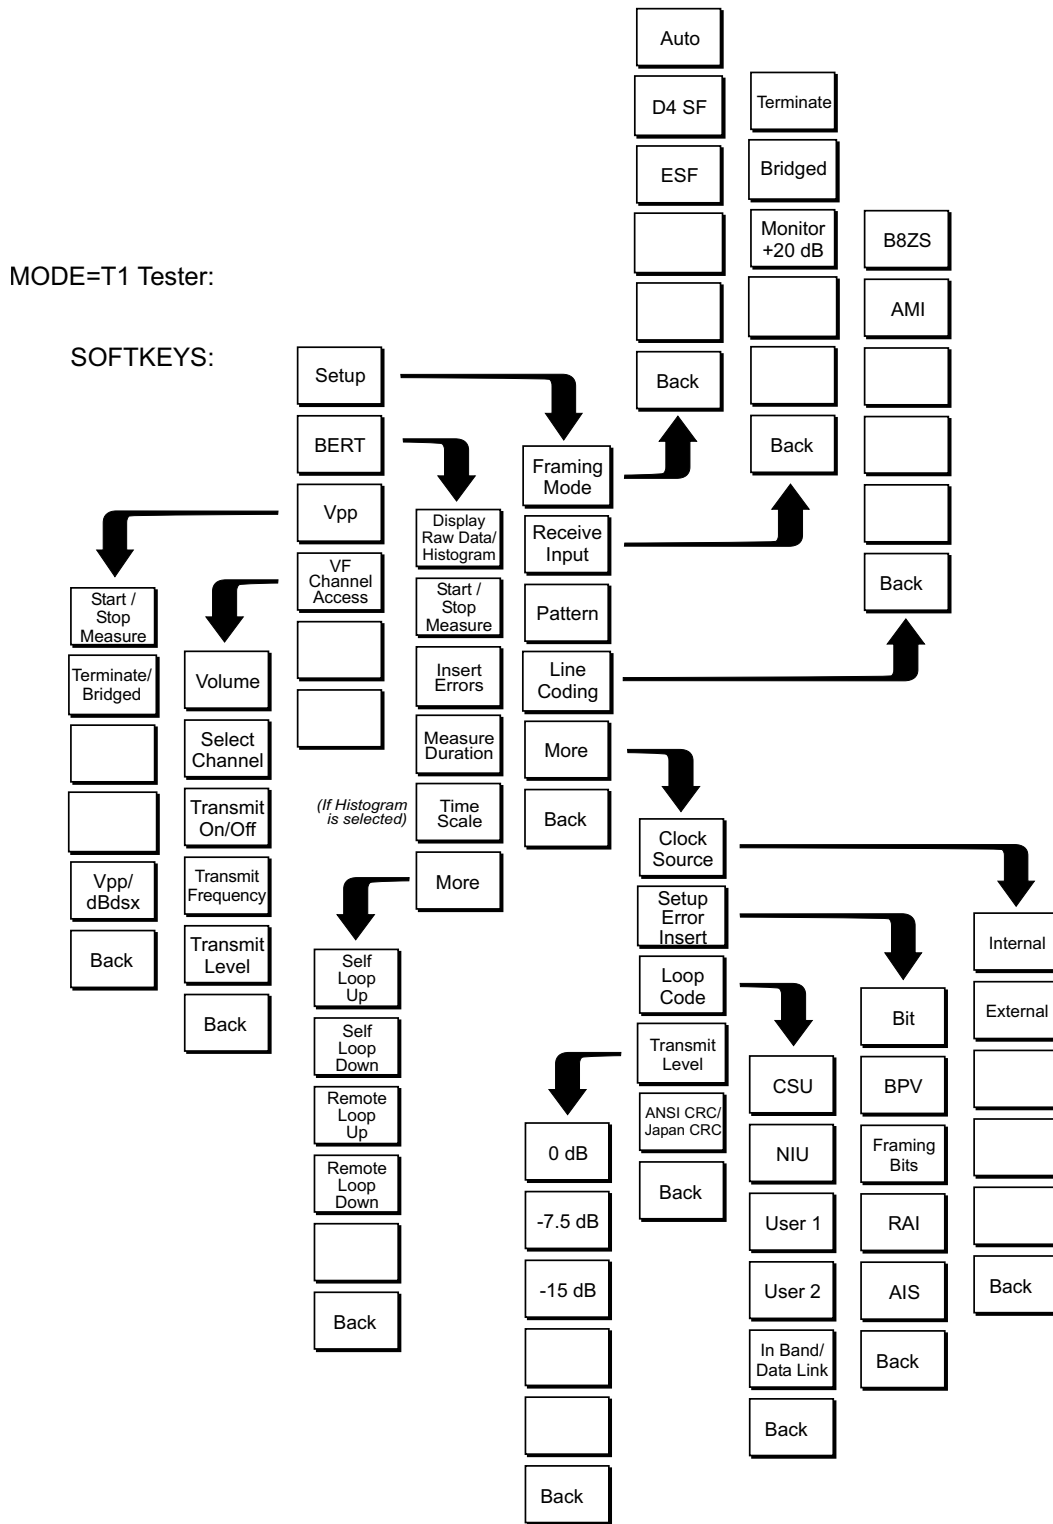 MODE=T1 Tester:
SOFTKEYS:
Setup
BERT
Vpp
VF
Channel
Access
Start /
Stop
Measure
Terminate/
Bridged
Vpp/
dBdsx
Back
Volume
Select
Channel
Transmit
On/Off
Transmit
Frequency
Transmit
Level
Back
Display
Raw Data/
Histogram
Start /
Stop
Measure
Insert
Errors
Measure
Duration
(If Histogram
is selected)
Time
Scale
More
Self
Loop
Up
Self
Loop
Down
Remote
Loop
Up
Remote
Loop
Down
Back
Framing
Mode
Receive
Input
Pattern
Line
Coding
More
Back
Auto
D4 SF
ESF
Back
Terminate
Bridged
Monitor
+20 dB
Back
B8ZS
AMI
Back
Clock
Source
Setup
Error
Insert
Loop
Code
Transmit
Level
ANSI CRC/
Japan CRC
Back
0 dB
-7.5 dB
-15 dB
Back
CSU
NIU
User 1
User 2
In Band/
Data Link
Back
Bit
BPV
Framing
Bits
RAI
AIS
Back
Internal
External
Back